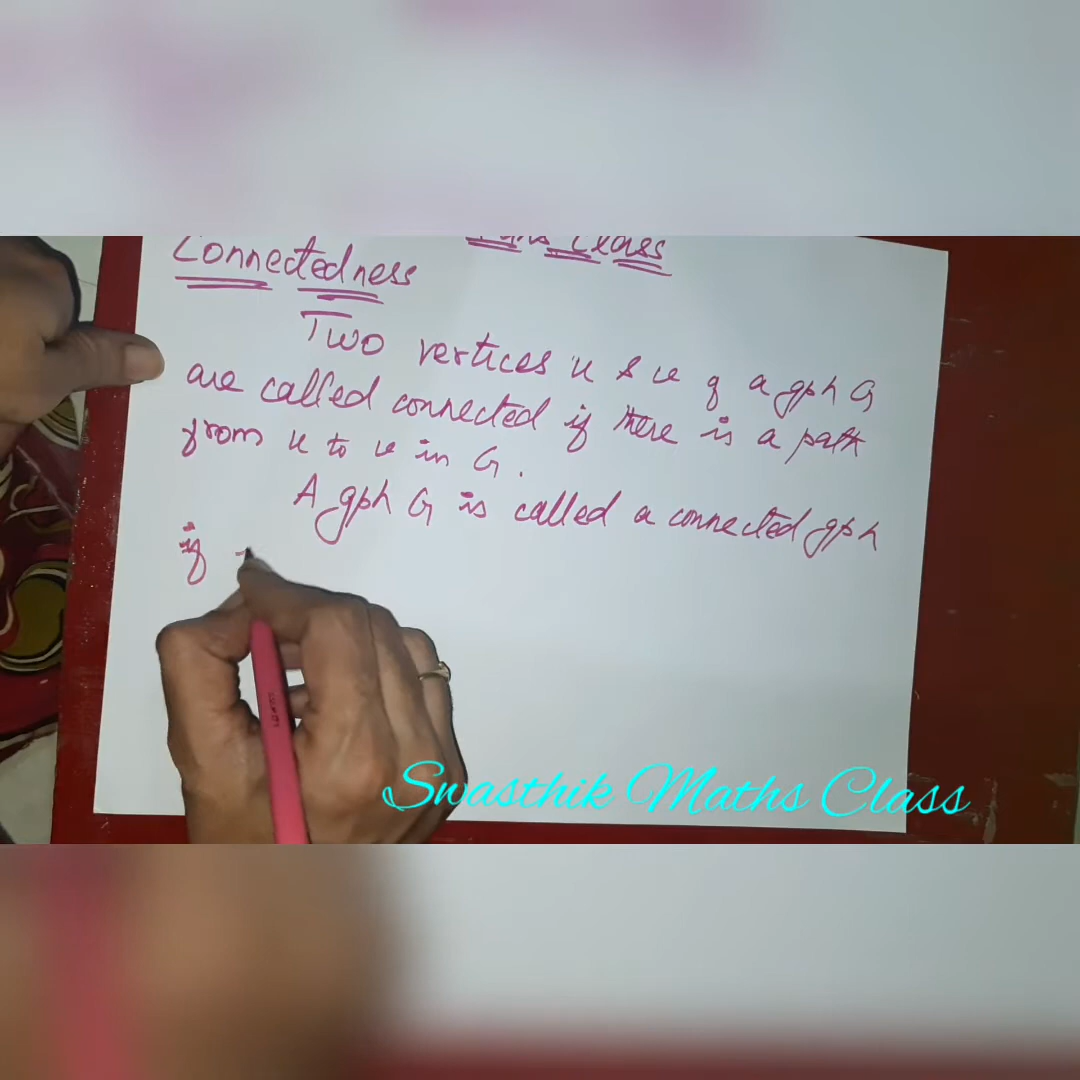 Class
Connectedness
Two vertices u & v of a gph G
are called connected if there is a path
from u to v in G.
A gph G is called a connected gph
if
Swasthik Maths Class